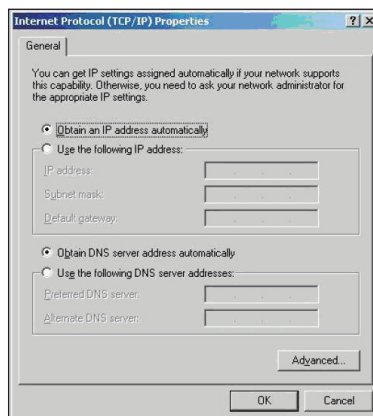 Internet Protocol (TCP/IP) Properties
General
You can get IP settings assigned automatically if your network supports
this capability. Otherwise, you need to ask your network administrator for
the appropriate IP settings.
Obtain an IP address automatically
Use the following IP address:
IP address:
Subnet mask:
Default gateway:
Obtain DNS server address automatically
Use the following DNS server addresses:
Preferred DNS server:
Alternate DNS server:
Advanced...
OK Cancel